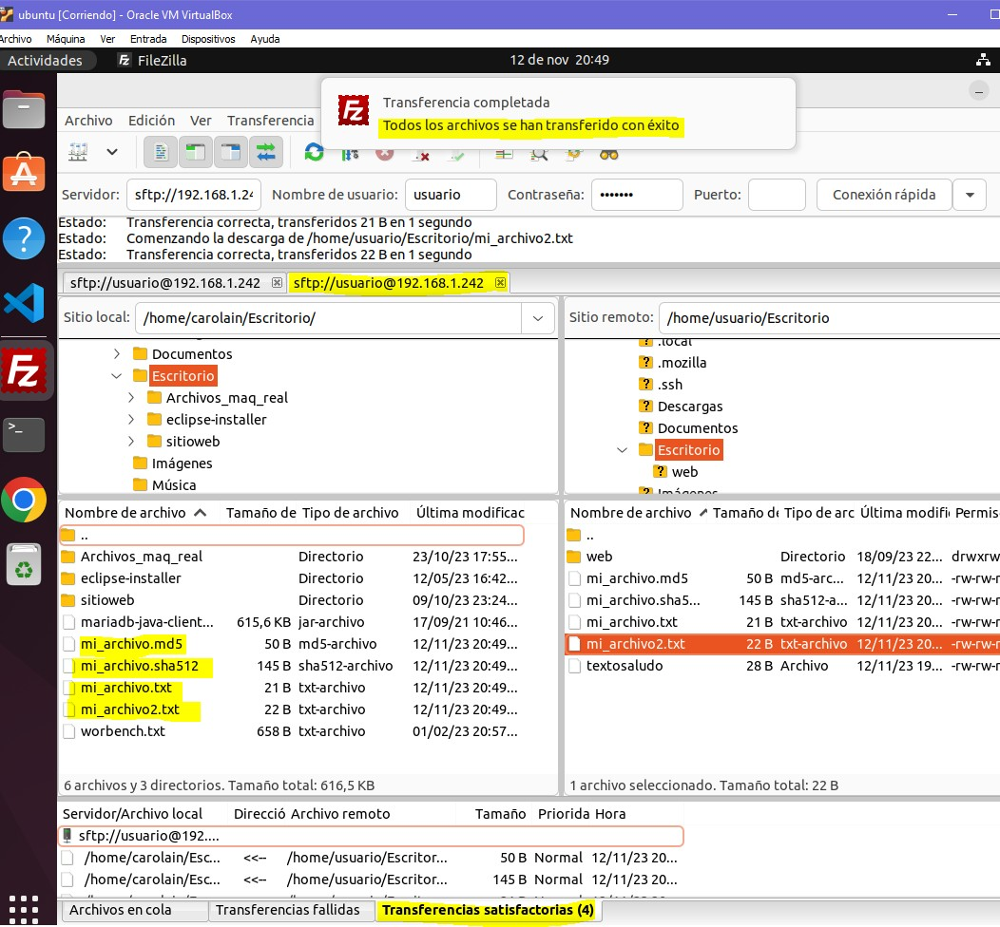 ubuntu [Corriendo] - Oracle VM VirtualBox
Archivo Máquina Ver Entrada Dispositivos Ayuda
Actividades FileZilla 12 de nov 20:49
Transferencia completada
Todos los archivos se han transferido con éxito
Archivo Edición Ver Transferencia
Servidor: sftp://192.168.1.24 Nombre de usuario: usuario Contraseña: ••••••• Puerto: Conexión rápida
Estado: Transferencia correcta, transferidos 21 B en 1 segundo
Estado: Comenzando la descarga de /home/usuario/Escritorio/mi_archivo2.txt
Estado: Transferencia correcta, transferidos 22 B en 1 segundo
sftp://usuario@192.168.1.242 sftp://usuario@192.168.1.242
Sitio local: /home/carolain/Escritorio/
Documentos
Escritorio
Archivos_maq_real
eclipse-installer
sitioweb
Imágenes
Música
Sitio remoto: /home/usuario/Escritorio
.local
.mozilla
.ssh
Descargas
Documentos
Escritorio
web
Imágenes
Nombre de archivo Tamaño de Tipo de archivo Última modificac
..
Archivos_maq_real Directorio 23/10/23 17:55...
eclipse-installer Directorio 12/05/23 16:42...
sitioweb Directorio 09/10/23 23:24...
mariadb-java-client... 615,6 KB jar-archivo 17/09/21 10:46...
mi_archivo.md5 50 B md5-archivo 12/11/23 20:49...
mi_archivo.sha512 145 B sha512-archivo 12/11/23 20:49...
mi_archivo.txt 21 B txt-archivo 12/11/23 20:49...
mi_archivo2.txt 22 B txt-archivo 12/11/23 20:49...
worbench.txt 658 B txt-archivo 01/02/23 20:57...
6 archivos y 3 directorios. Tamaño total: 616,5 KB
Nombre de archivo Tamaño de Tipo de arc Última modific Permiso
..
web Directorio 18/09/23 22... drwxrw
mi_archivo.md5 50 B md5-arc... 12/11/23 20... -rw-rw-r
mi_archivo.sha5... 145 B sha512-a... 12/11/23 20... -rw-rw-r
mi_archivo.txt 21 B txt-archivo 12/11/23 20... -rw-rw-r
mi_archivo2.txt 22 B txt-archivo 12/11/23 20... -rw-rw-r
textosaludo 28 B Archivo 12/11/23 19... -rw-rw-r
1 archivo seleccionado. Tamaño total: 22 B
Servidor/Archivo local Direcció Archivo remoto Tamaño Priorida Hora
sftp://usuario@192....
/home/carolain/Esc... <<-- /home/usuario/Escritor... 50 B Normal 12/11/23 20...
/home/carolain/Esc... <<-- /home/usuario/Escritor... 145 B Normal 12/11/23 20...
Archivos en cola Transferencias fallidas Transferencias satisfactorias (4)